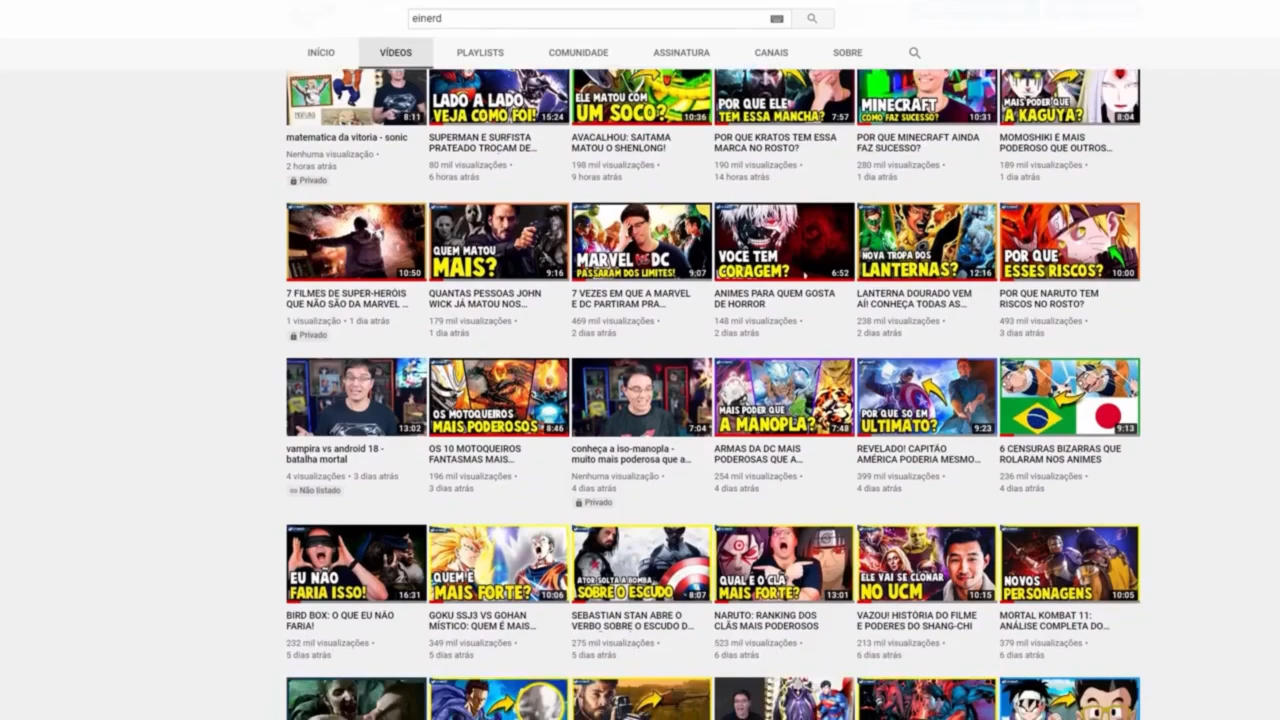 einerd
INÍCIO VÍDEOS PLAYLISTS COMUNIDADE ASSINATURA CANAIS SOBRE
8:11
LADO A LADO
VEJA COMO FOI!
15:24
ELE MATOU COM
UM SOCO?
10:36
POR QUE ELE
TEM ESSA MANCHA?
7:57
MINECRAFT
COMO FAZ SUCESSO?
10:31
MAIS PODER QUE
A KAGUYA?
8:04
matematica da vitoria - sonic
Nenhuma visualização •
2 horas atrás
Privado
SUPERMAN E SURFISTA
PRATEADO TROCAM DE...
80 mil visualizações •
6 horas atrás
AVACALHOU: SAITAMA
MATOU O SHENLONG!
198 mil visualizações •
9 horas atrás
POR QUE KRATOS TEM ESSA
MARCA NO ROSTO?
190 mil visualizações •
14 horas atrás
POR QUE MINECRAFT AINDA
FAZ SUCESSO?
280 mil visualizações •
1 dia atrás
MOMOSHIKI É MAIS
PODEROSO QUE OUTROS...
189 mil visualizações •
1 dia atrás
10:50
QUEM MATOU
MAIS?
9:16
MARVEL VS DC
PASSARAM DOS LIMITES!
9:07
VOCÊ TEM
CORAGEM?
6:52
NOVA TROPA DOS
LANTERNAS?
12:16
POR QUE
ESSES RISCOS?
10:00
7 FILMES DE SUPER-HERÓIS
QUE NÃO SÃO DA MARVEL ...
1 visualização • 1 dia atrás
Privado
QUANTAS PESSOAS JOHN
WICK JÁ MATOU NOS...
179 mil visualizações •
1 dia atrás
7 VEZES EM QUE A MARVEL
E DC PARTIRAM PRA...
469 mil visualizações •
2 dias atrás
ANIMES PARA QUEM GOSTA
DE HORROR
148 mil visualizações •
2 dias atrás
LANTERNA DOURADO VEM
AÍ! CONHEÇA TODAS AS...
238 mil visualizações •
2 dias atrás
POR QUE NARUTO TEM
RISCOS NO ROSTO?
493 mil visualizações •
3 dias atrás
13:02
OS MOTOQUEIROS
MAIS PODEROSOS
8:46
7:04
MAIS PODER QUE
A MANOPLA?
7:48
POR QUE SÓ EM
ULTIMATO?
9:23
9:13
vampira vs android 18 -
batalha mortal
4 visualizações • 3 dias atrás
Não listado
OS 10 MOTOQUEIROS
FANTASMAS MAIS...
196 mil visualizações •
3 dias atrás
conheça a iso-manopla -
muito mais poderosa que a...
Nenhuma visualização •
4 dias atrás
Privado
ARMAS DA DC MAIS
PODEROSAS QUE A...
254 mil visualizações •
4 dias atrás
REVELADO! CAPITÃO
AMÉRICA PODERIA MESMO...
399 mil visualizações •
4 dias atrás
6 CENSURAS BIZARRAS QUE
ROLARAM NOS ANIMES
236 mil visualizações •
4 dias atrás
EU NÃO
FARIA ISSO!
16:31
QUEM É
MAIS FORTE?
10:06
ATOR SOLTA A BOMBA
SOBRE O ESCUDO
8:07
QUAL É O CLÃ
MAIS FORTE?
13:01
ELE VAI SE CLONAR
NO UCM
10:15
NOVOS
PERSONAGENS
10:05
BIRD BOX: O QUE EU NÃO
FARIA!
232 mil visualizações •
5 dias atrás
GOKU SSJ3 VS GOHAN
MÍSTICO: QUEM É MAIS...
349 mil visualizações •
5 dias atrás
SEBASTIAN STAN ABRE O
VERBO SOBRE O ESCUDO D...
275 mil visualizações •
5 dias atrás
NARUTO: RANKING DOS
CLÃS MAIS PODEROSOS
523 mil visualizações •
6 dias atrás
VAZOU! HISTÓRIA DO FILME
E PODERES DO SHANG-CHI
213 mil visualizações •
6 dias atrás
MORTAL KOMBAT 11:
ANÁLISE COMPLETA DO...
379 mil visualizações •
6 dias atrás